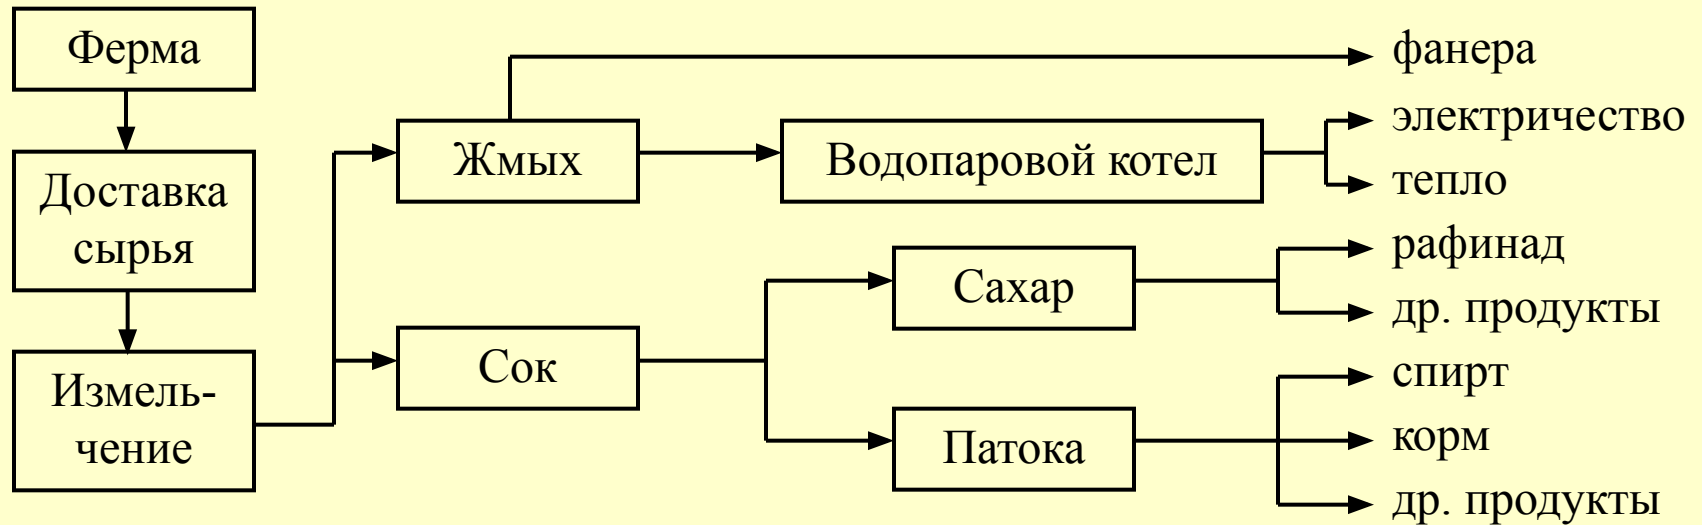 Ферма
Доставка
сырья
Измель-
чение
Жмых
Водопаровой котел
Сок
Сахар
Патока
фанера
электричество
тепло
рафинад
др. продукты
спирт
корм
др. продукты